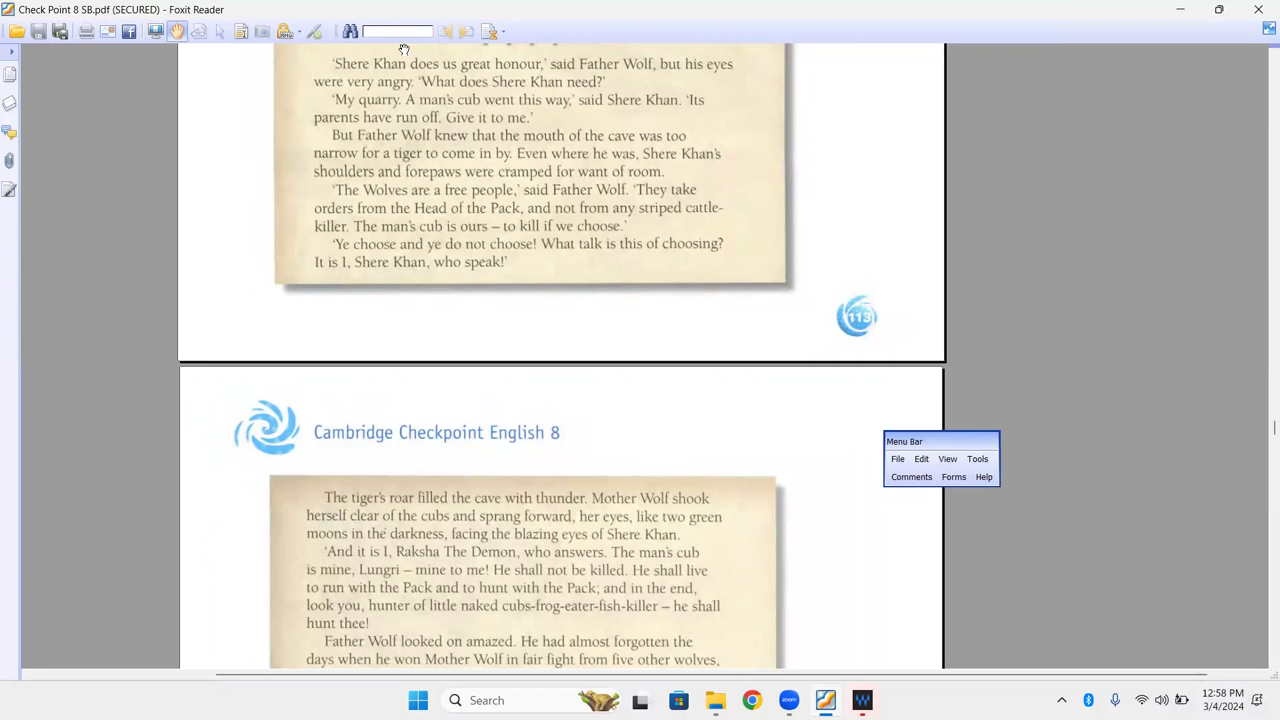 Check Point 8 SB.pdf (SECURED) - Foxit Reader
'Shere Khan does us great honour,' said Father Wolf, but his eyes
were very angry. 'What does Shere Khan need?'
'My quarry. A man's cub went this way,' said Shere Khan. 'Its
parents have run off. Give it to me.'
But Father Wolf knew that the mouth of the cave was too
narrow for a tiger to come in by. Even where he was, Shere Khan's
shoulders and forepaws were cramped for want of room.
'The Wolves are a free people,' said Father Wolf. 'They take
orders from the Head of the Pack, and not from any striped cattle-
killer. The man's cub is ours – to kill if we choose.'
'Ye choose and ye do not choose! What talk is this of choosing?
It is I, Shere Khan, who speak!'
113
Cambridge Checkpoint English 8
Menu Bar
File Edit View Tools
Comments Forms Help
The tiger's roar filled the cave with thunder. Mother Wolf shook
herself clear of the cubs and sprang forward, her eyes, like two green
moons in the darkness, facing the blazing eyes of Shere Khan.
'And it is I, Raksha The Demon, who answers. The man's cub
is mine, Lungri – mine to me! He shall not be killed. He shall live
to run with the Pack and to hunt with the Pack; and in the end,
look you, hunter of little naked cubs-frog-eater-fish-killer – he shall
hunt thee!
Father Wolf looked on amazed. He had almost forgotten the
days when he won Mother Wolf in fair fight from five other wolves,
Search
zoom
12:58 PM
3/4/2024